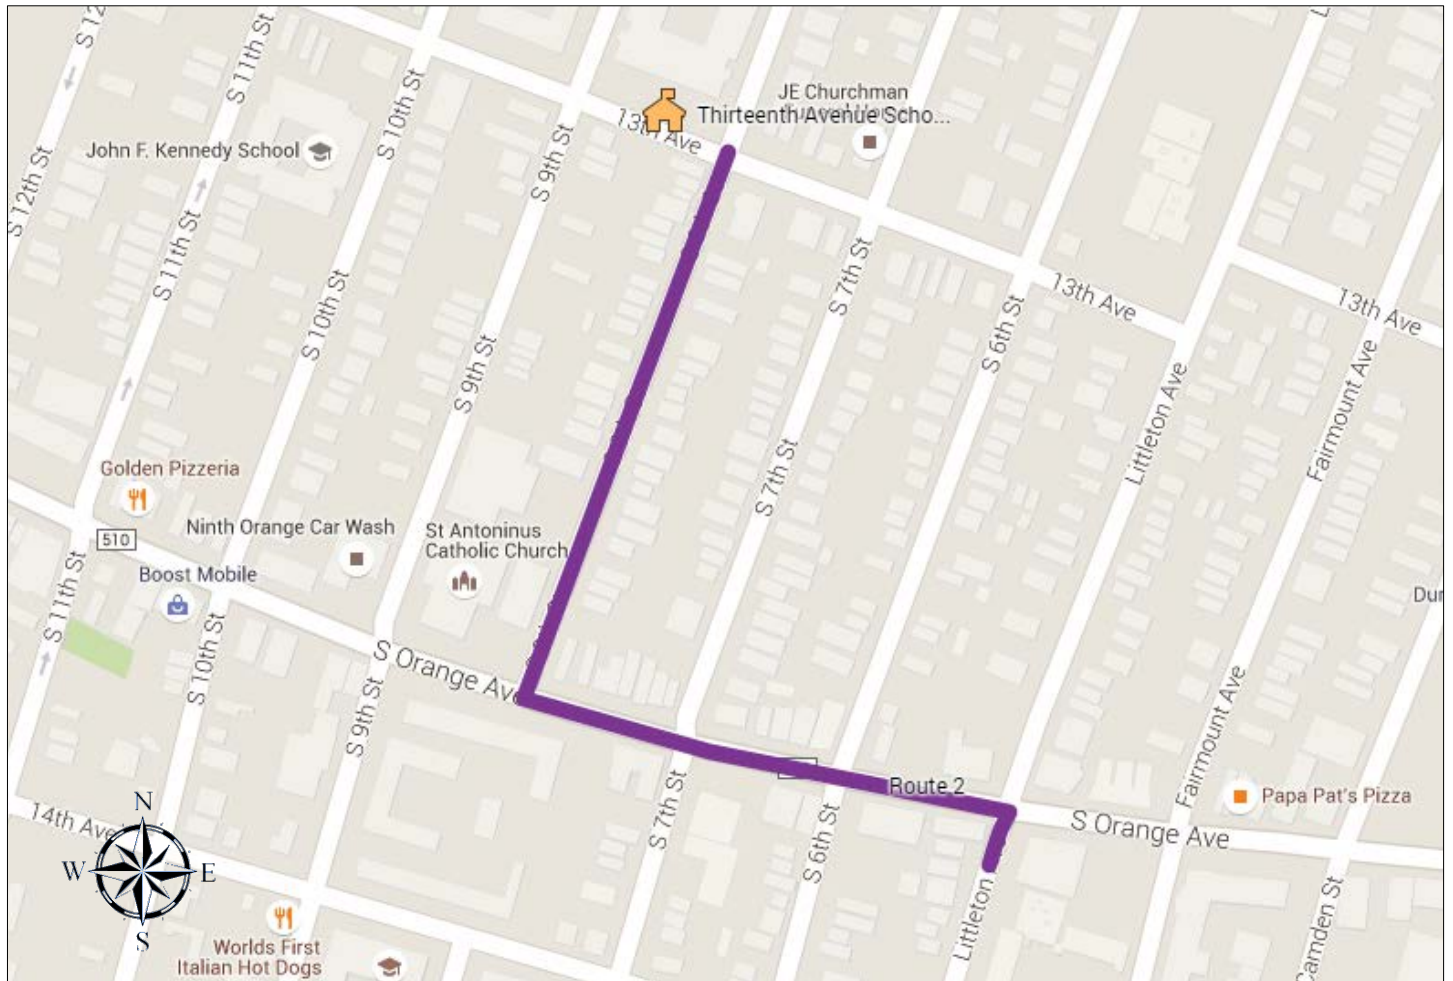 S 12
S 11th St
S 10th St
S 9th St
S 12th St
John F. Kennedy School
13th Ave
JE Churchman
Thirteenth Avenue Scho...
S 11th St
S 10th St
S 9th St
S 7th St
S 6th St
13th Ave
13th Ave
Littleton Ave
Fairmount Ave
S 7th St
Golden Pizzeria
510
Ninth Orange Car Wash
St Antoninus
Catholic Church
Boost Mobile
S 11th St
S 10th St
S 9th St
S Orange Ave
Dur
Fairmount Ave
S 7th St
S 6th St
Route 2
S Orange Ave
Papa Pat's Pizza
14th Ave
N
W
E
S
Littleton
Camden St
Worlds First
Italian Hot Dogs